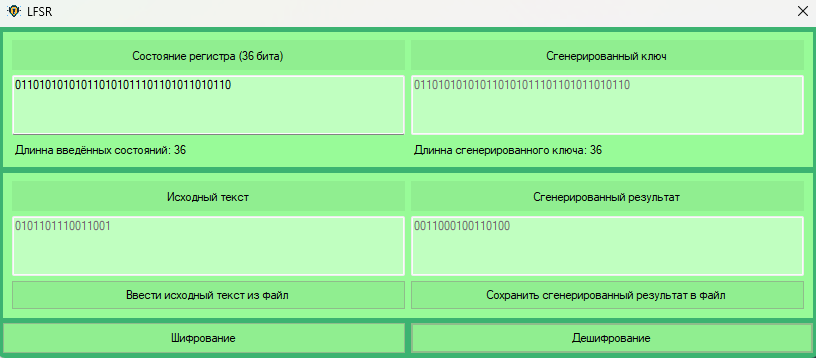 LFSR
Состояние регистра (36 бита)
Сгенерированный ключ
011010101010110101011101101011010110
011010101010110101011101101011010110
Длинна введённых состояний: 36
Длинна сгенерированного ключа: 36
Исходный текст
Сгенерированный результат
0101101110011001
0011000100110100
Ввести исходный текст из файл
Сохранить сгенерированный результат в файл
Шифрование
Дешифрование